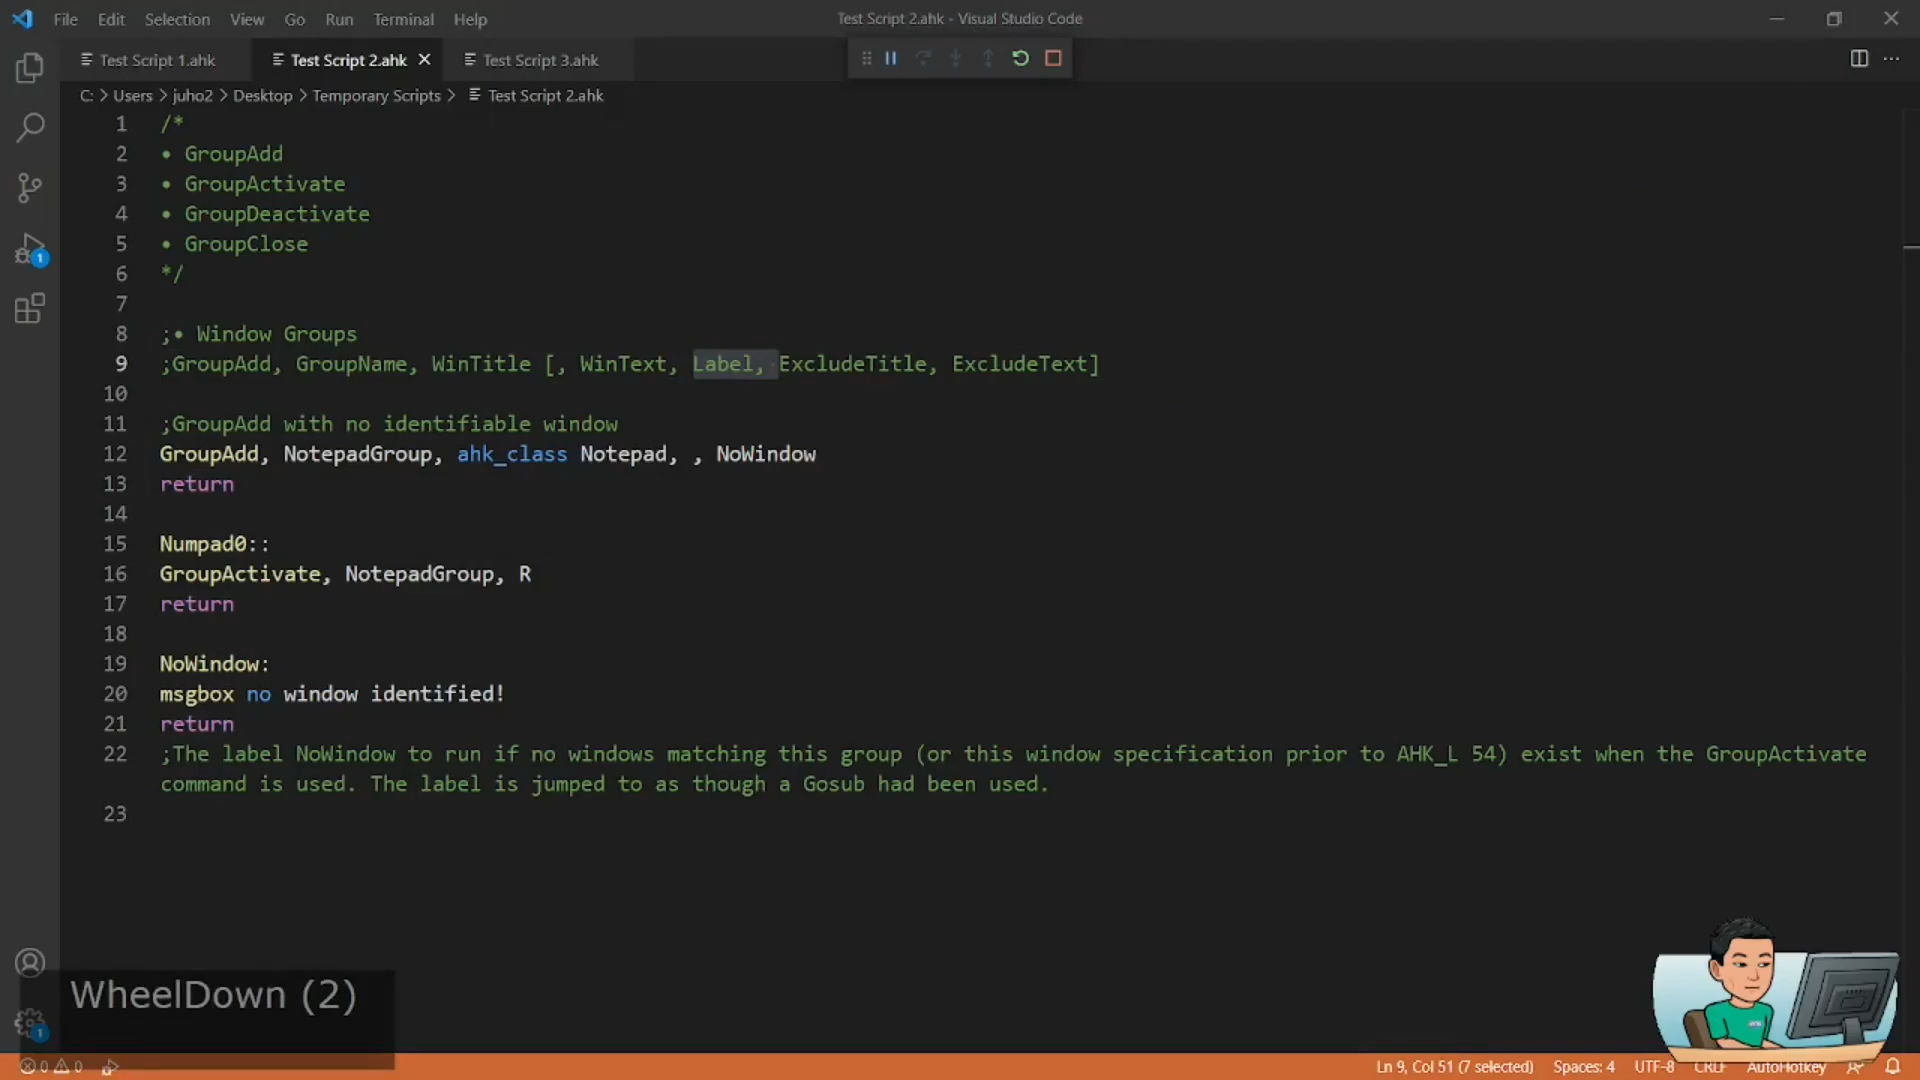 File Edit Selection View Go Run Terminal Help
Test Script 2.ahk - Visual Studio Code
Test Script 1.ahk
Test Script 2.ahk
Test Script 3.ahk
C: > Users > juho2 > Desktop > Temporary Scripts > Test Script 2.ahk
1 /*
2 • GroupAdd
3 • GroupActivate
4 • GroupDeactivate
5 • GroupClose
6 */
7
8 ;• Window Groups
9 ;GroupAdd, GroupName, WinTitle [, WinText, Label, ExcludeTitle, ExcludeText]
10
11 ;GroupAdd with no identifiable window
12 GroupAdd, NotepadGroup, ahk_class Notepad, , NoWindow
13 return
14
15 Numpad0::
16 GroupActivate, NotepadGroup, R
17 return
18
19 NoWindow:
20 msgbox no window identified!
21 return
22 ;The label NoWindow to run if no windows matching this group (or this window specification prior to AHK_L 54) exist when the GroupActivate
command is used. The label is jumped to as though a Gosub had been used.
23
1
WheelDown (2)
1
0 0
Ln 9, Col 51 (7 selected) Spaces: 4 UTF-8 CRLF AutoHotkey